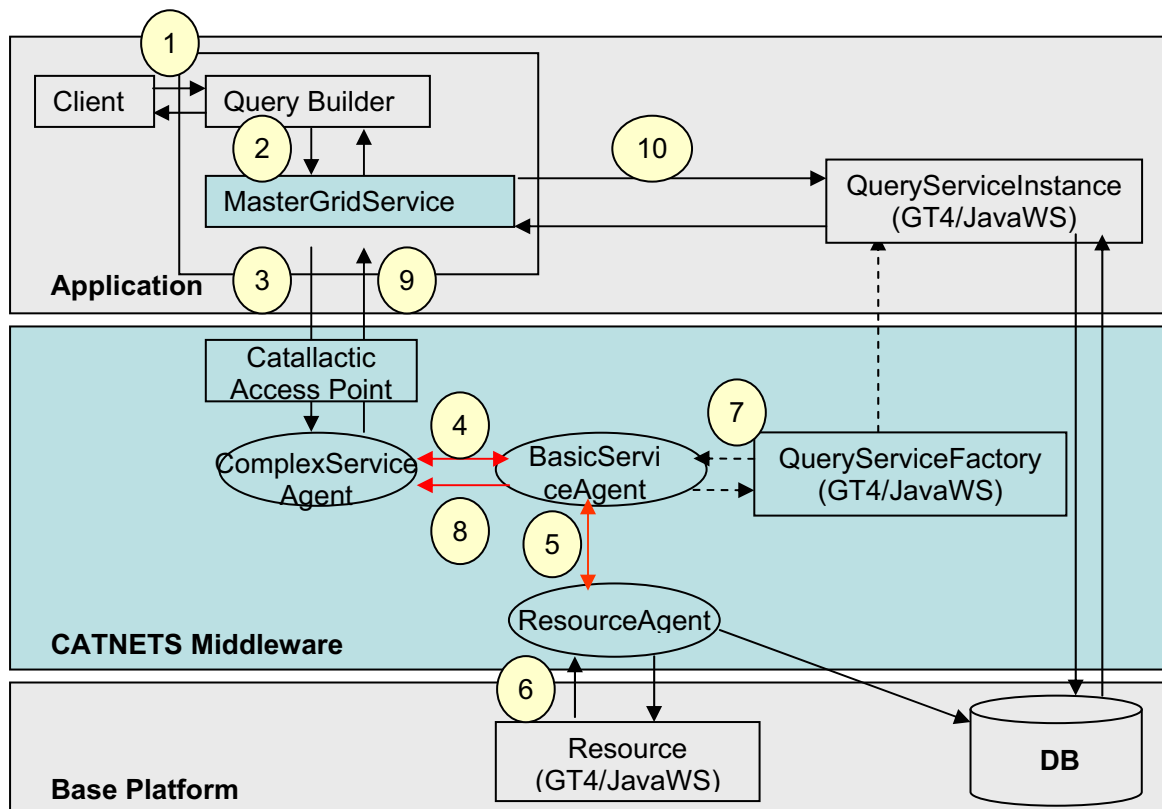 1
Client
Query Builder
2
10
MasterGridService
QueryServiceInstance
(GT4/JavaWS)
3
9
Application
Catallactic
Access Point
4
7
ComplexService
Agent
BasicServi
ceAgent
QueryServiceFactory
(GT4/JavaWS)
8
5
ResourceAgent
CATNETS Middleware
6
Resource
(GT4/JavaWS)
DB
Base Platform